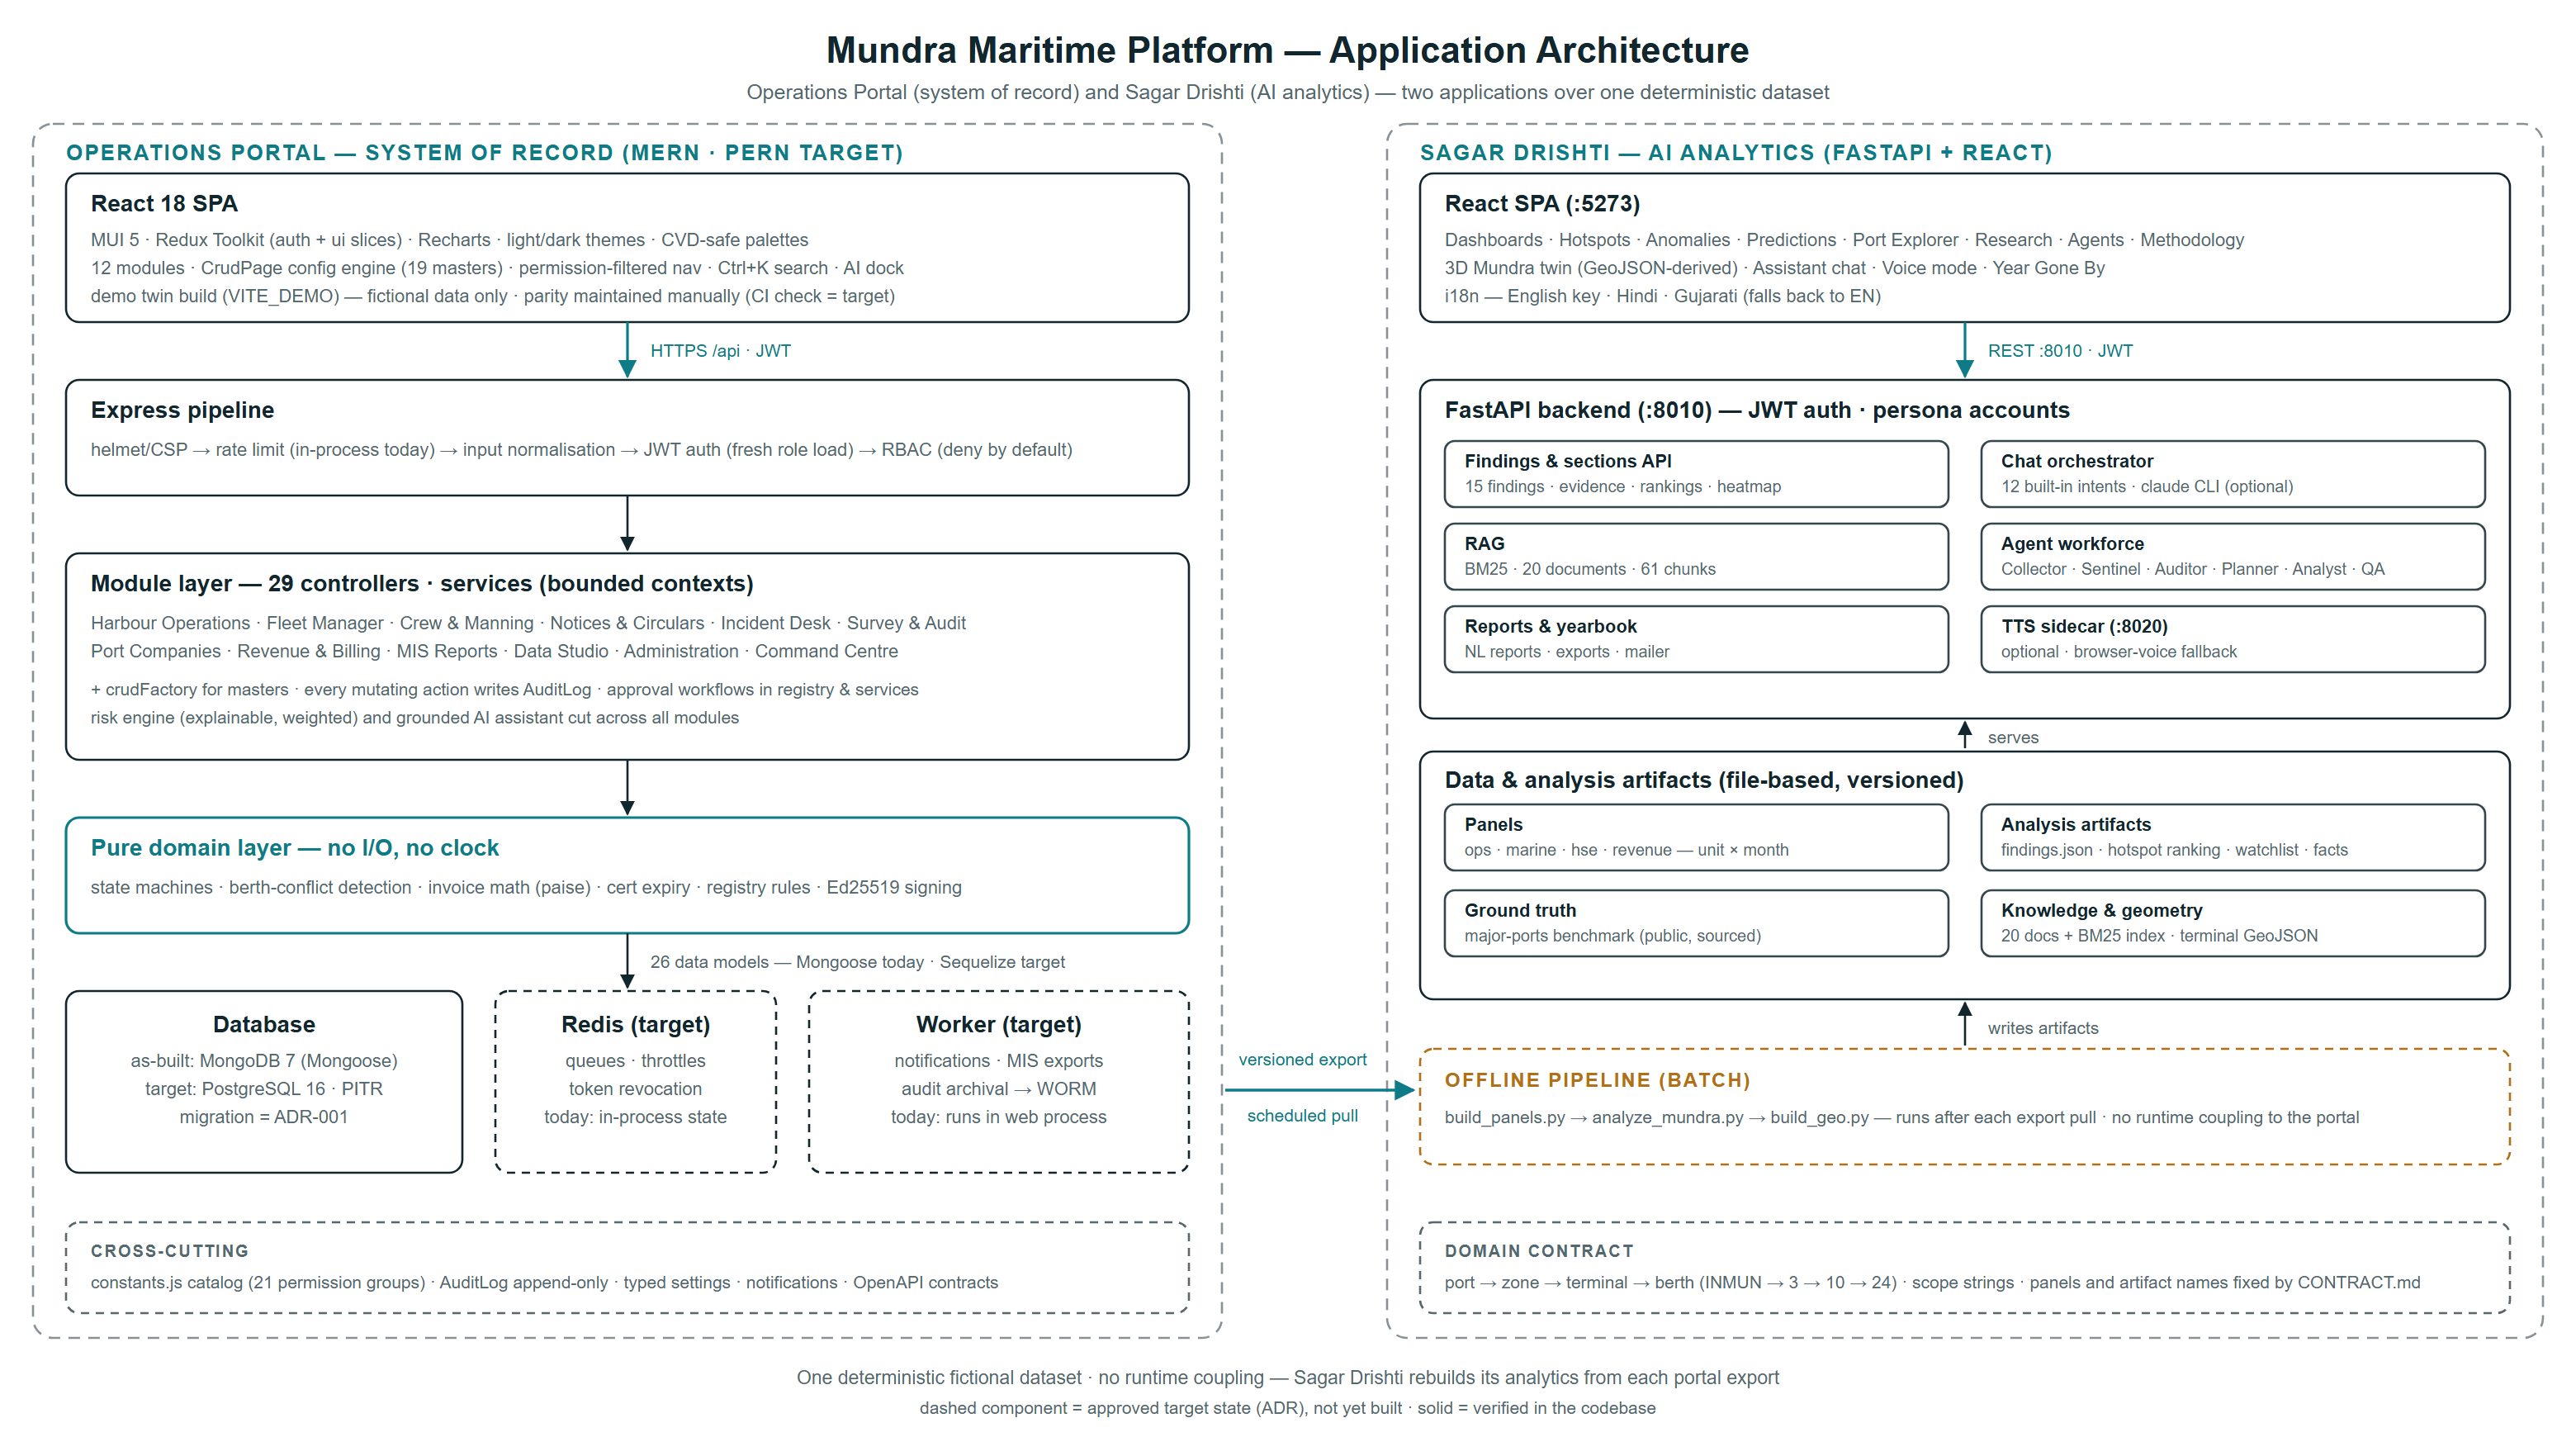 Mundra Maritime Platform — Application Architecture
Operations Portal (system of record) and Sagar Drishti (AI analytics) — two applications over one deterministic dataset
OPERATIONS PORTAL — SYSTEM OF RECORD (MERN · PERN TARGET)
React 18 SPA
MUI 5 · Redux Toolkit (auth + ui slices) · Recharts · light/dark themes · CVD-safe palettes
12 modules · CrudPage config engine (19 masters) · permission-filtered nav · Ctrl+K search · AI dock
demo twin build (VITE_DEMO) — fictional data only · parity maintained manually (CI check = target)
HTTPS /api · JWT
Express pipeline
helmet/CSP → rate limit (in-process today) → input normalisation → JWT auth (fresh role load) → RBAC (deny by default)
Module layer — 29 controllers · services (bounded contexts)
Harbour Operations · Fleet Manager · Crew & Manning · Notices & Circulars · Incident Desk · Survey & Audit
Port Companies · Revenue & Billing · MIS Reports · Data Studio · Administration · Command Centre
+ crudFactory for masters · every mutating action writes AuditLog · approval workflows in registry & services
risk engine (explainable, weighted) and grounded AI assistant cut across all modules
Pure domain layer — no I/O, no clock
state machines · berth-conflict detection · invoice math (paise) · cert expiry · registry rules · Ed25519 signing
26 data models — Mongoose today · Sequelize target
Database
as-built: MongoDB 7 (Mongoose)
target: PostgreSQL 16 · PITR
migration = ADR-001
Redis (target)
queues · throttles
token revocation
today: in-process state
Worker (target)
notifications · MIS exports
audit archival → WORM
today: runs in web process
CROSS-CUTTING
constants.js catalog (21 permission groups) · AuditLog append-only · typed settings · notifications · OpenAPI contracts
versioned export
scheduled pull
SAGAR DRISHTI — AI ANALYTICS (FASTAPI + REACT)
React SPA (:5273)
Dashboards · Hotspots · Anomalies · Predictions · Port Explorer · Research · Agents · Methodology
3D Mundra twin (GeoJSON-derived) · Assistant chat · Voice mode · Year Gone By
i18n — English key · Hindi · Gujarati (falls back to EN)
REST :8010 · JWT
FastAPI backend (:8010) — JWT auth · persona accounts
Findings & sections API
15 findings · evidence · rankings · heatmap
Chat orchestrator
12 built-in intents · claude CLI (optional)
RAG
BM25 · 20 documents · 61 chunks
Agent workforce
Collector · Sentinel · Auditor · Planner · Analyst · QA
Reports & yearbook
NL reports · exports · mailer
TTS sidecar (:8020)
optional · browser-voice fallback
serves
Data & analysis artifacts (file-based, versioned)
Panels
ops · marine · hse · revenue — unit × month
Analysis artifacts
findings.json · hotspot ranking · watchlist · facts
Ground truth
major-ports benchmark (public, sourced)
Knowledge & geometry
20 docs + BM25 index · terminal GeoJSON
writes artifacts
OFFLINE PIPELINE (BATCH)
build_panels.py → analyze_mundra.py → build_geo.py — runs after each export pull · no runtime coupling to the portal
DOMAIN CONTRACT
port → zone → terminal → berth (INMUN → 3 → 10 → 24) · scope strings · panels and artifact names fixed by CONTRACT.md
One deterministic fictional dataset · no runtime coupling — Sagar Drishti rebuilds its analytics from each portal export
dashed component = approved target state (ADR), not yet built · solid = verified in the codebase